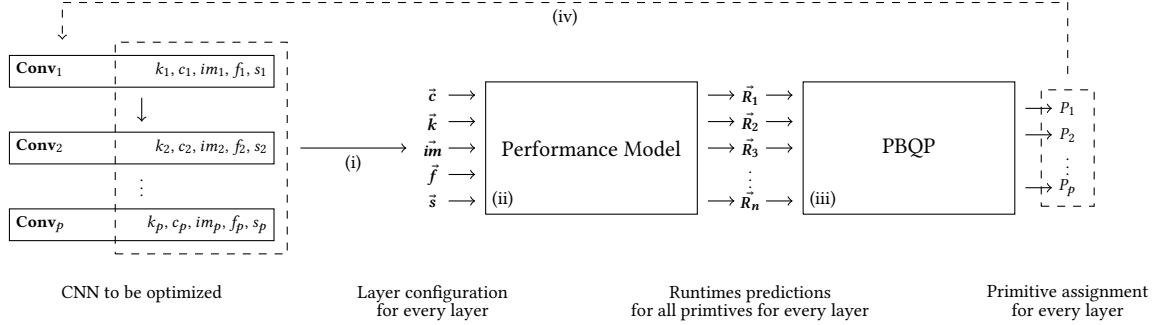 (iv)
Conv₁ k₁, c₁, im₁, f₁, s₁
Conv₂ k₂, c₂, im₂, f₂, s₂
⋮
Convₚ kₚ, cₚ, imₚ, fₚ, sₚ
(i)
c⃗
k⃗
im⃗
f⃗
s⃗
Performance Model
(ii)
R⃗₁
R⃗₂
R⃗₃
⋮
R⃗ₙ
PBQP
(iii)
P₁
P₂
⋮
Pₚ
CNN to be optimized
Layer configuration
for every layer
Runtimes predictions
for all primtives for every layer
Primitive assignment
for every layer